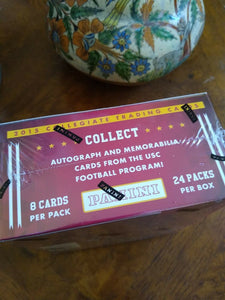 2015 COLLEGIATE TRADING CARDS
COLLECT
AUTOGRAPH AND MEMORABILIA
CARDS FROM THE USC
FOOTBALL PROGRAM!
8 CARDS
PER PACK
PANINI
24 PACKS
PER BOX